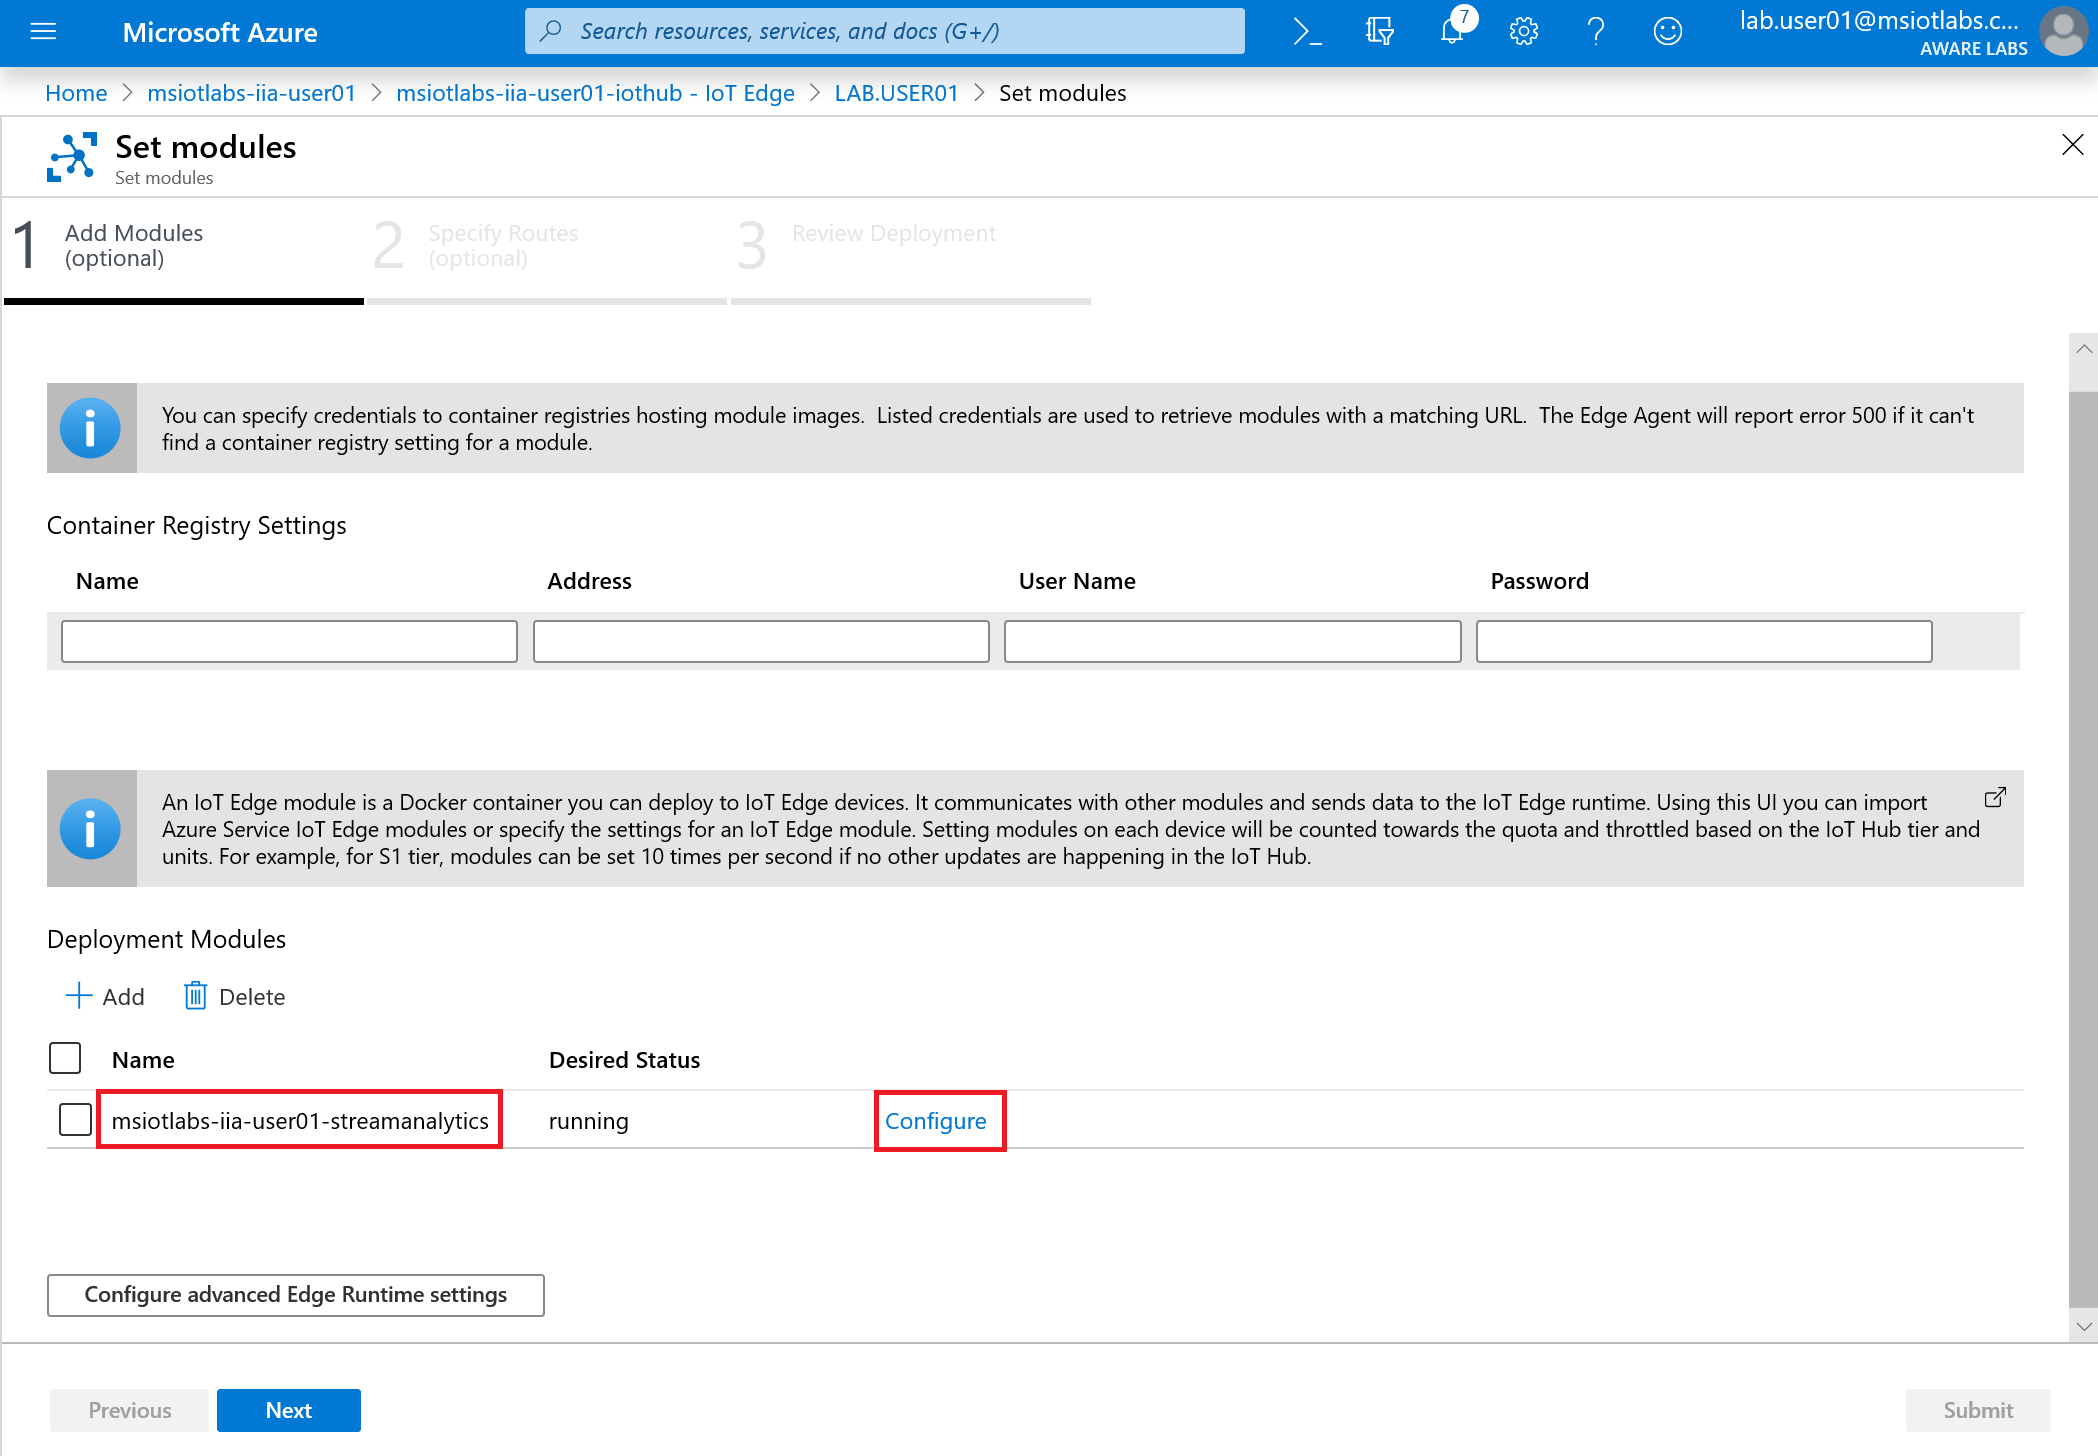 Microsoft Azure
Search resources, services, and docs (G+/)
7
lab.user01@msiotlabs.c...
AWARE LABS
Home > msiotlabs-iia-user01 > msiotlabs-iia-user01-iothub - IoT Edge > LAB.USER01 > Set modules
Set modules
Set modules
1 Add Modules
(optional)
2 Specify Routes
(optional)
3 Review Deployment
You can specify credentials to container registries hosting module images. Listed credentials are used to retrieve modules with a matching URL. The Edge Agent will report error 500 if it can't
find a container registry setting for a module.
Container Registry Settings
Name Address User Name Password
An IoT Edge module is a Docker container you can deploy to IoT Edge devices. It communicates with other modules and sends data to the IoT Edge runtime. Using this UI you can import
Azure Service IoT Edge modules or specify the settings for an IoT Edge module. Setting modules on each device will be counted towards the quota and throttled based on the IoT Hub tier and
units. For example, for S1 tier, modules can be set 10 times per second if no other updates are happening in the IoT Hub.
Deployment Modules
Add Delete
Name Desired Status
msiotlabs-iia-user01-streamanalytics running Configure
Configure advanced Edge Runtime settings
Previous Next Submit